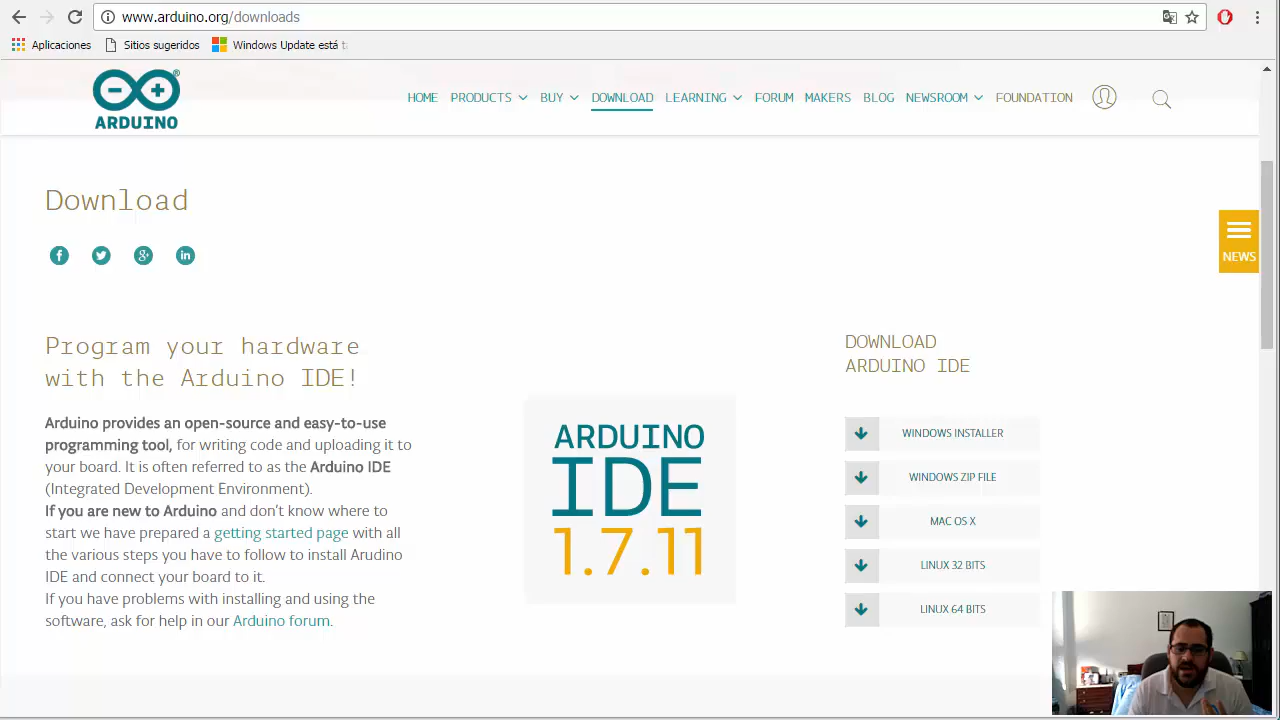 www.arduino.org/downloads
Aplicaciones Sitios sugeridos Windows Update está
ARDUINO
HOME PRODUCTS BUY DOWNLOAD LEARNING FORUM MAKERS BLOG NEWSROOM FOUNDATION
Download
NEWS
Program your hardware
with the Arduino IDE!
Arduino provides an open-source and easy-to-use
programming tool, for writing code and uploading it to
your board. It is often referred to as the Arduino IDE
(Integrated Development Environment).
If you are new to Arduino and don't know where to
start we have prepared a getting started page with all
the various steps you have to follow to install Arudino
IDE and connect your board to it.
If you have problems with installing and using the
software, ask for help in our Arduino forum.
ARDUINO
IDE
1.7.11
DOWNLOAD
ARDUINO IDE
WINDOWS INSTALLER
WINDOWS ZIP FILE
MAC OS X
LINUX 32 BITS
LINUX 64 BITS